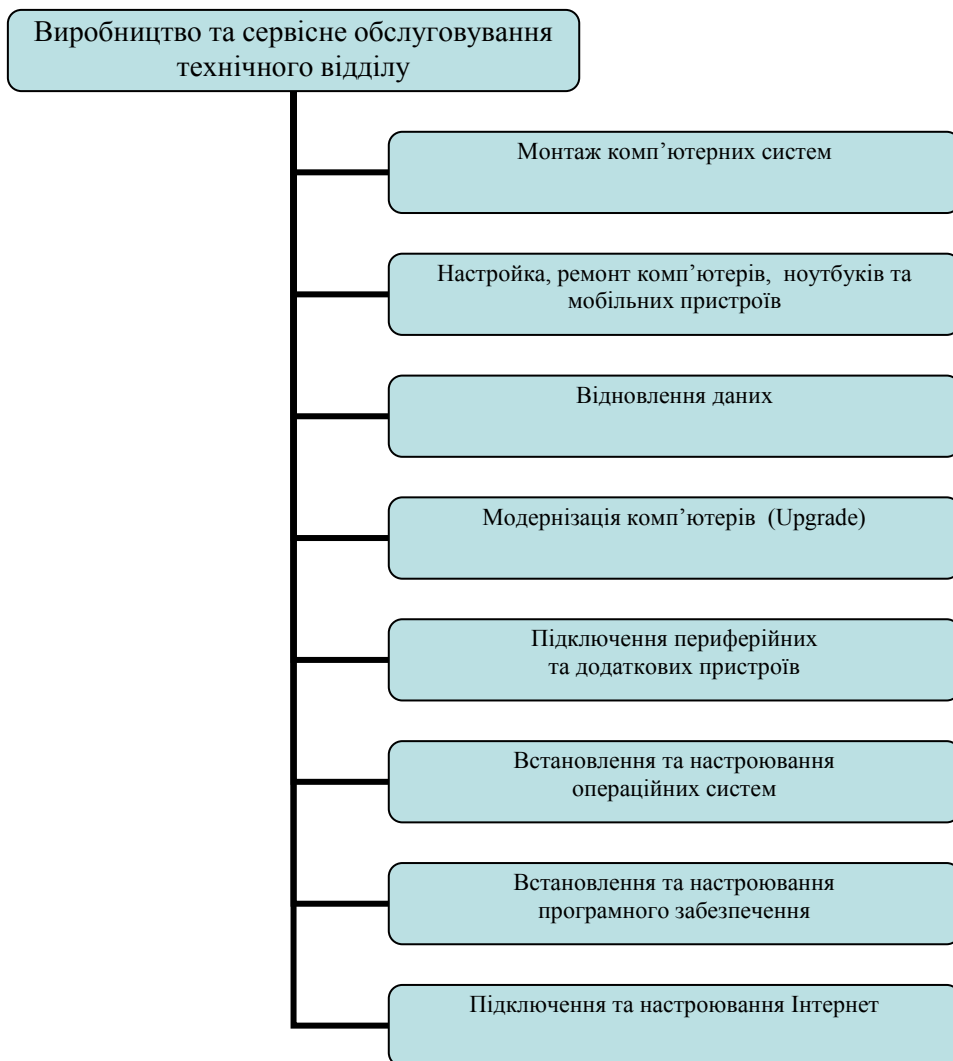 Виробництво та сервісне обслуговування
технічного відділу
Монтаж комп’ютерних систем
Настройка, ремонт комп’ютерів, ноутбуків та
мобільних пристроїв
Відновлення даних
Модернізація комп’ютерів (Upgrade)
Підключення периферійних
та додаткових пристроїв
Встановлення та настроювання
операційних систем
Встановлення та настроювання
програмного забезпечення
Підключення та настроювання Інтернет